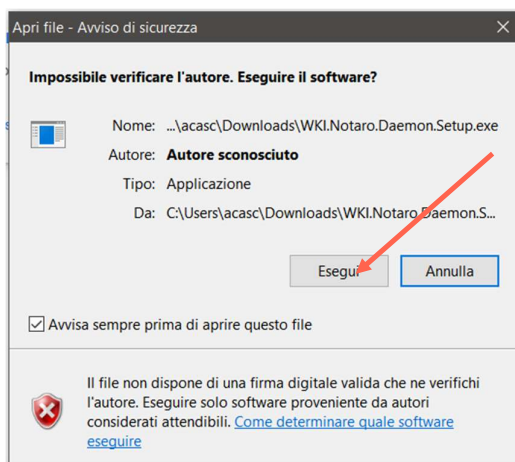 Apri file - Avviso di sicurezza
Impossibile verificare l'autore. Eseguire il software?
Nome: ...\acasc\Downloads\WKI.Notaro.Daemon.Setup.exe
Autore: Autore sconosciuto
Tipo: Applicazione
Da: C:\Users\acasc\Downloads\WKI.Notaro.Daemon.S...
Esegui Annulla
Avvisa sempre prima di aprire questo file
Il file non dispone di una firma digitale valida che ne verifichi
l'autore. Eseguire solo software proveniente da autori
considerati attendibili. Come determinare quale software
eseguire